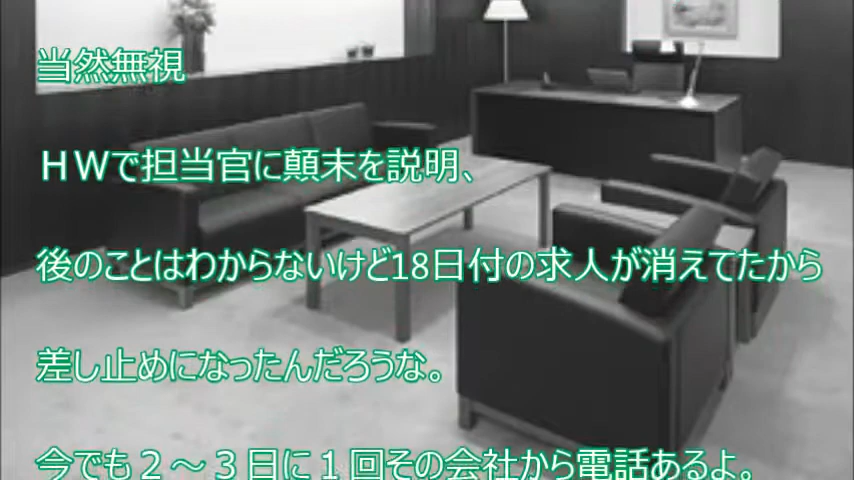 当然無視
ＨＷで担当官に顛末を説明、
後のことはわからないけど18日付の求人が消えてたから
差し止めになったんだろうな。
今でも２～３日に１回その会社から電話あるよ。